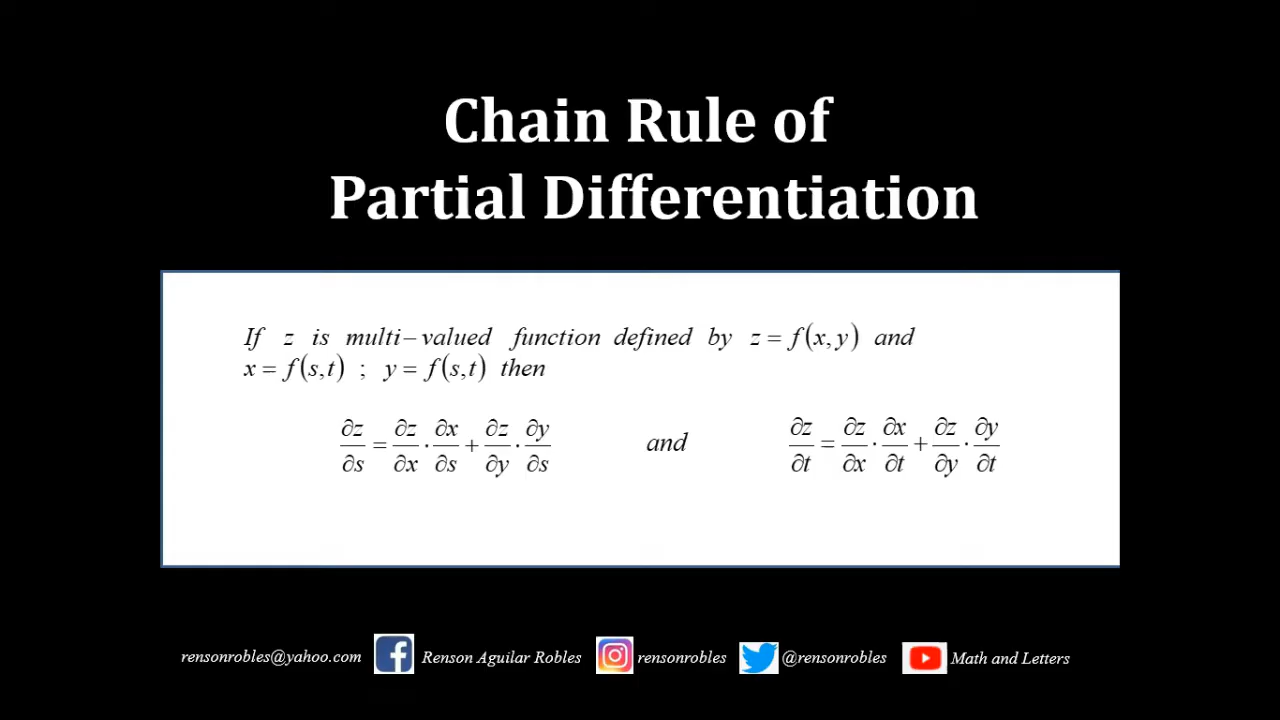 Chain Rule of
Partial Differentiation
If z is multi–valued function defined by z = f(x, y) and
x = f(s,t) ; y = f(s,t) then
∂z/∂s = ∂z/∂x · ∂x/∂s + ∂z/∂y · ∂y/∂s and ∂z/∂t = ∂z/∂x · ∂x/∂t + ∂z/∂y · ∂y/∂t
rensonrobles@yahoo.com Renson Aguilar Robles rensonrobles @rensonrobles Math and Letters